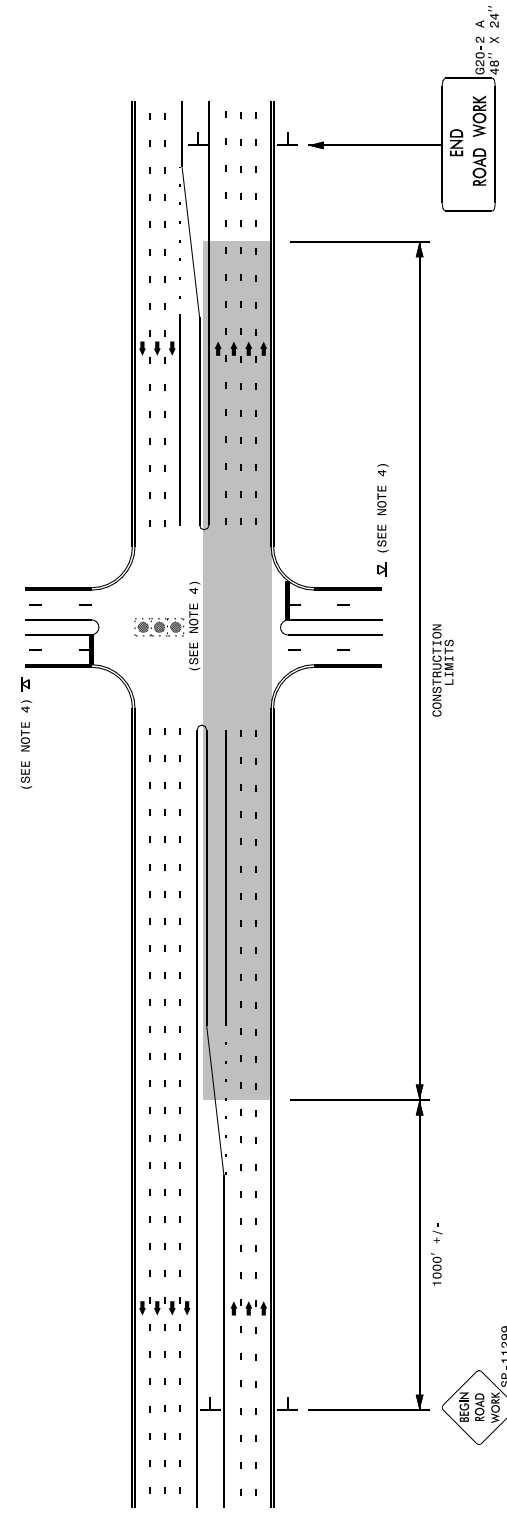 G20-2 A
48" X 24"
END
ROAD WORK
(SEE NOTE 4)
(SEE NOTE 4)
(SEE NOTE 4)
CONSTRUCTION
LIMITS
1000' +/-
BEGIN
ROAD
WORK